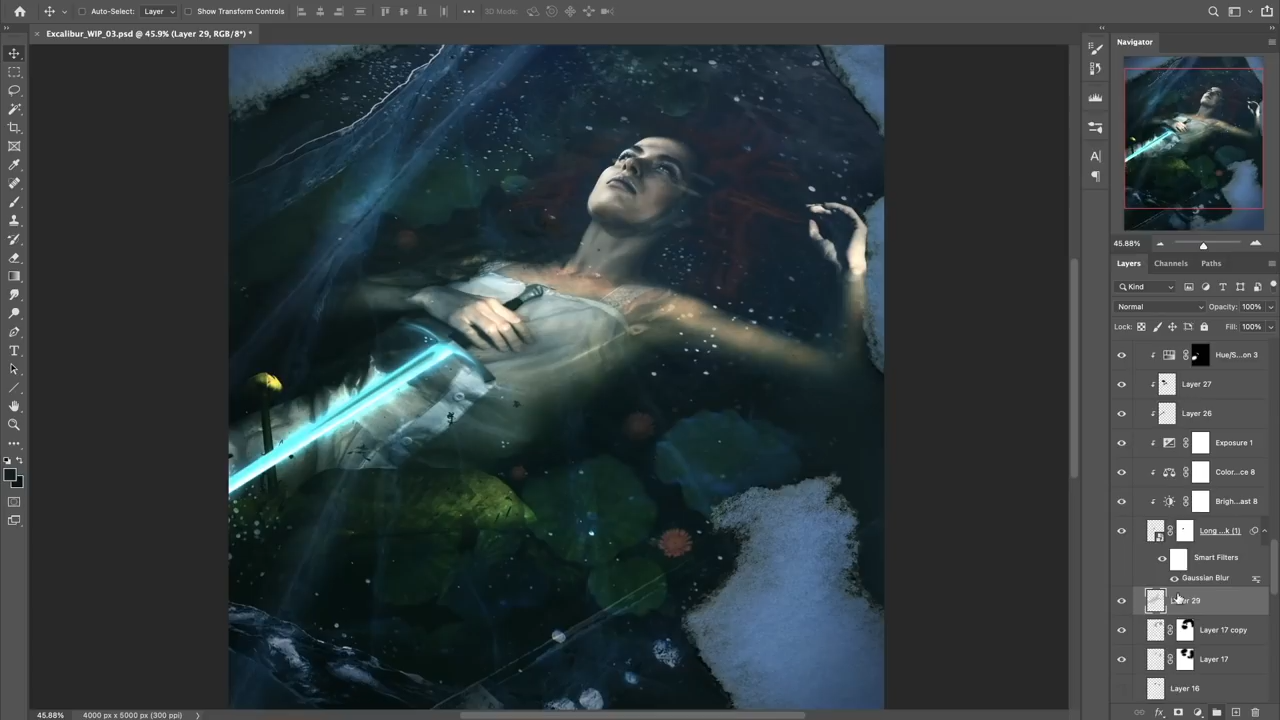 Auto-Select:
Layer
Show Transform Controls
3D Mode:
Excalibur_WIP_03.psd @ 45.9% (Layer 29, RGB/8*) *
Navigator
45.88%
Layers
Channels
Paths
Kind
Normal
Opacity: 100%
Lock:
Fill: 100%
Hue/S...on 3
Layer 27
Layer 26
Exposure 1
Color...ce 8
Brigh...ast 8
Long ...k [1]
Smart Filters
Gaussian Blur
Layer 17 copy
Layer 17
Layer 16
45.88%
4000 px x 5000 px (300 ppi)